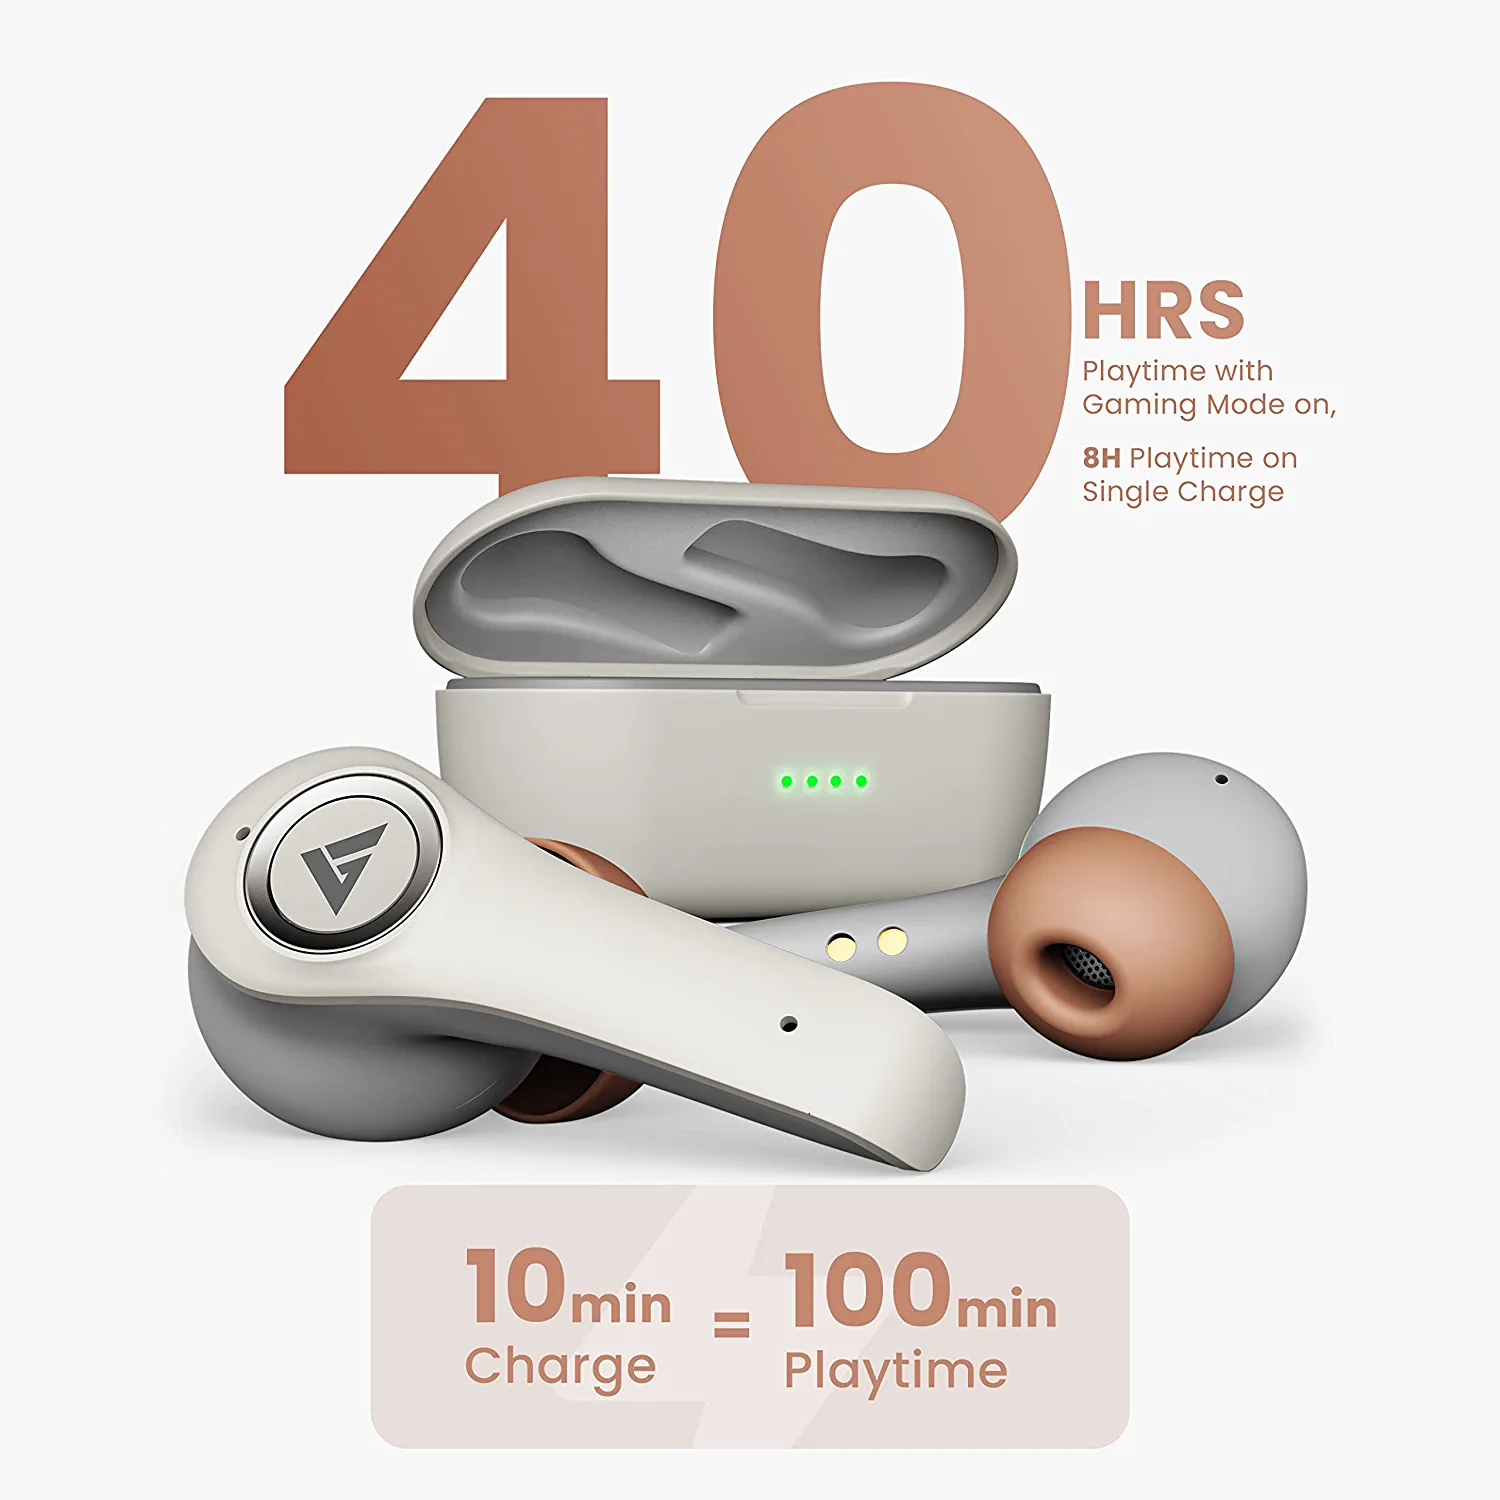 40 HRS
Playtime with
Gaming Mode on,
8H Playtime on
Single Charge
10min = 100min
Charge Playtime